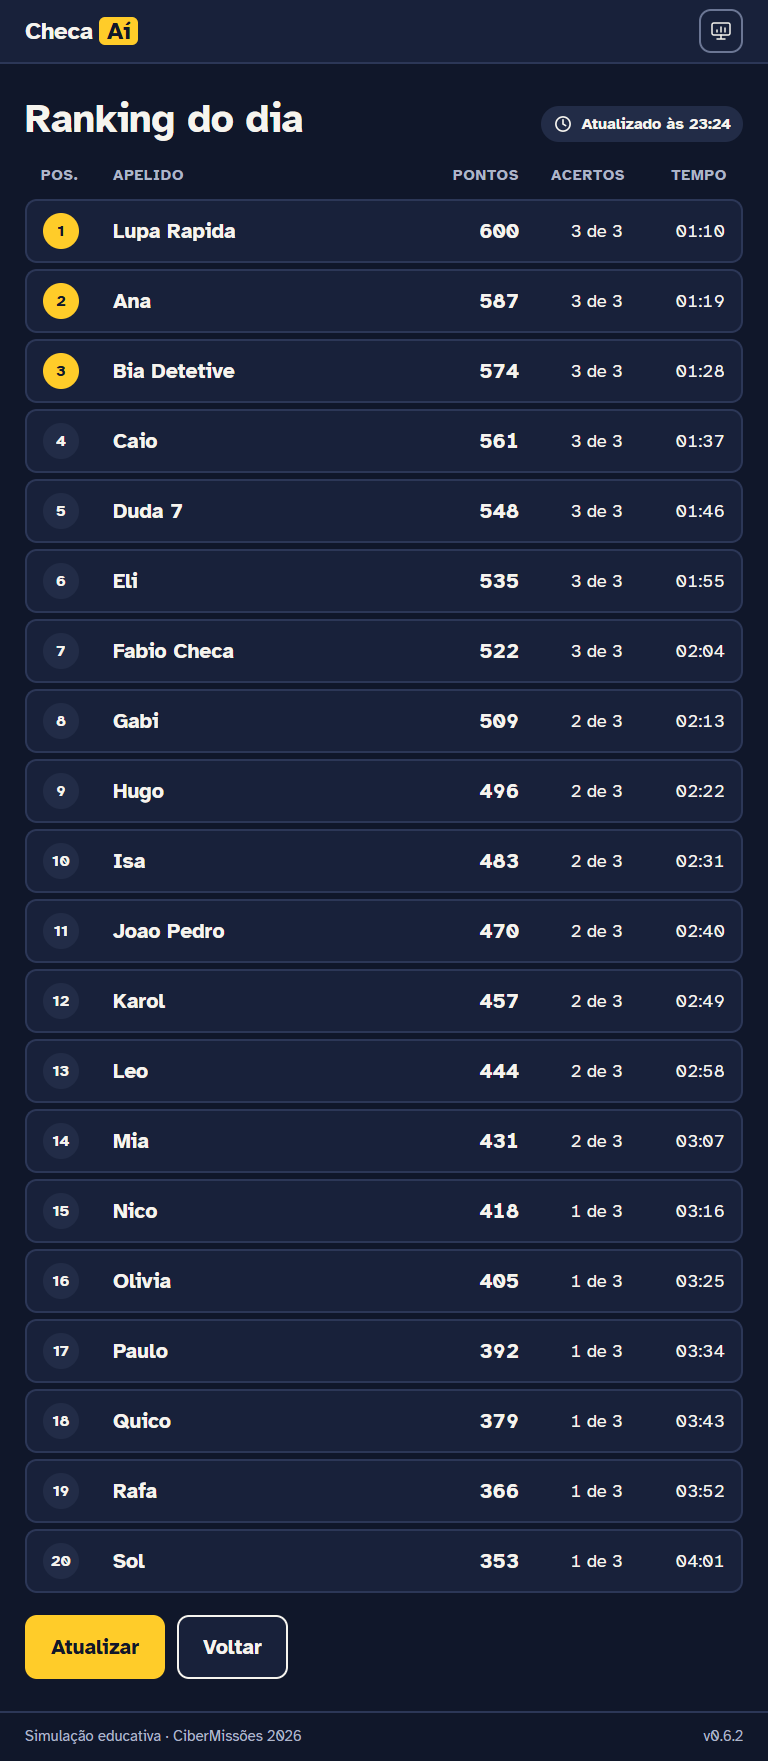 Checa Aí
Ranking do dia
Atualizado às 23:24
POS. APELIDO PONTOS ACERTOS TEMPO
1 Lupa Rapida 600 3 de 3 01:10
2 Ana 587 3 de 3 01:19
3 Bia Detetive 574 3 de 3 01:28
4 Caio 561 3 de 3 01:37
5 Duda 7 548 3 de 3 01:46
6 Eli 535 3 de 3 01:55
7 Fabio Checa 522 3 de 3 02:04
8 Gabi 509 2 de 3 02:13
9 Hugo 496 2 de 3 02:22
10 Isa 483 2 de 3 02:31
11 Joao Pedro 470 2 de 3 02:40
12 Karol 457 2 de 3 02:49
13 Leo 444 2 de 3 02:58
14 Mia 431 2 de 3 03:07
15 Nico 418 1 de 3 03:16
16 Olivia 405 1 de 3 03:25
17 Paulo 392 1 de 3 03:34
18 Quico 379 1 de 3 03:43
19 Rafa 366 1 de 3 03:52
20 Sol 353 1 de 3 04:01
Atualizar Voltar
Simulação educativa · CiberMissões 2026 v0.6.2